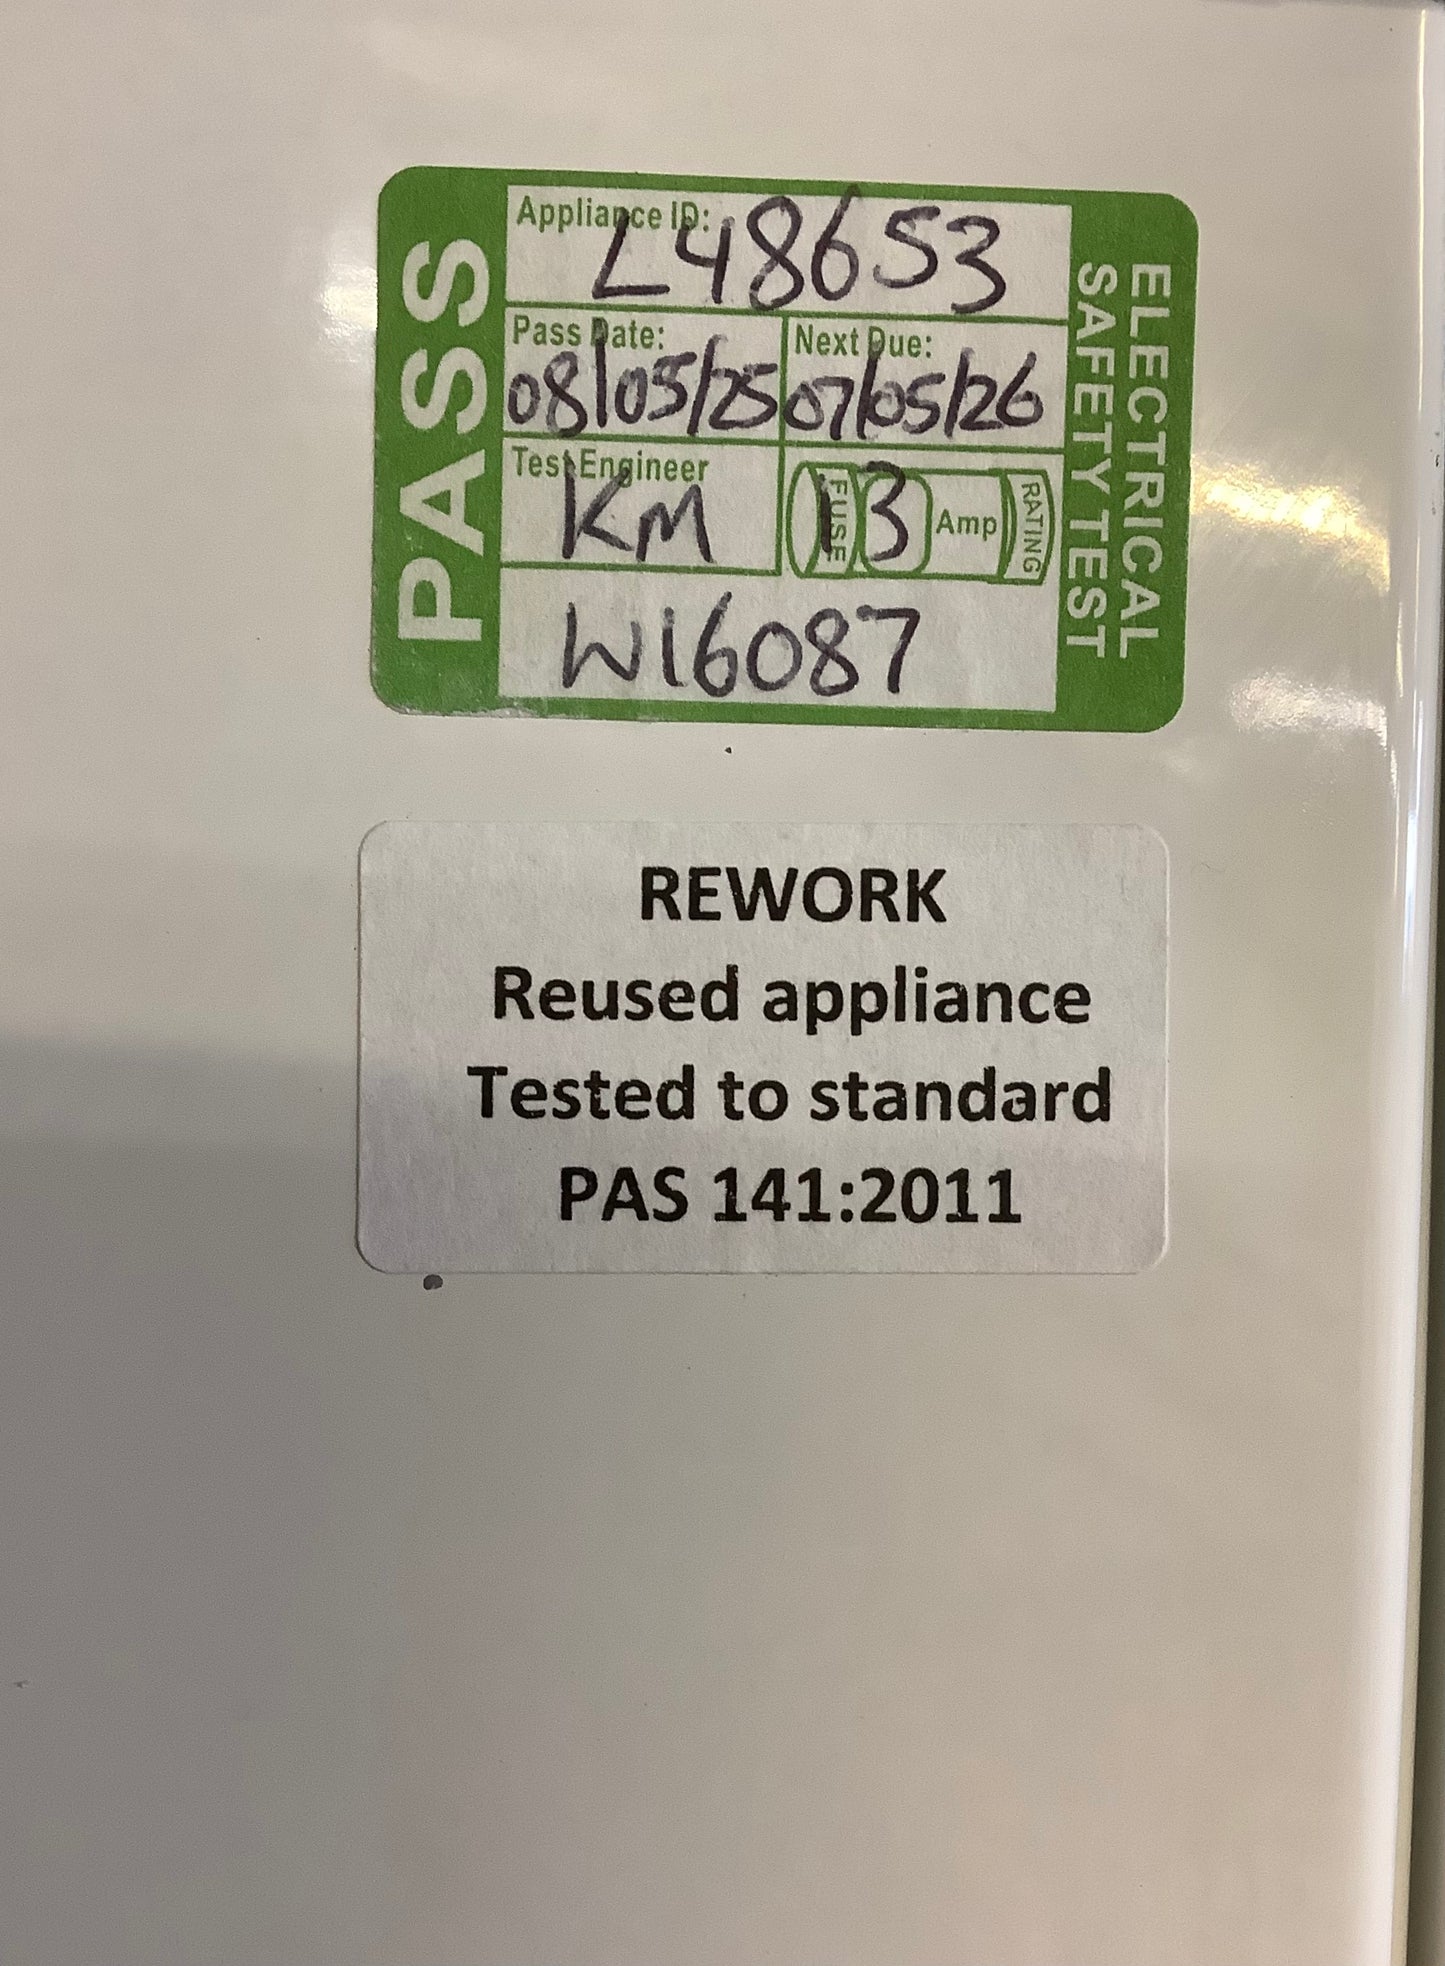 PASS
Appliance ID:
L48653
Pass Date:
08/05/25
Next Due:
07/05/26
Test Engineer
KM
FUSE
13
Amp
RATING
W16087
ELECTRICAL
SAFETY TEST
REWORK
Reused appliance
Tested to standard
PAS 141:2011